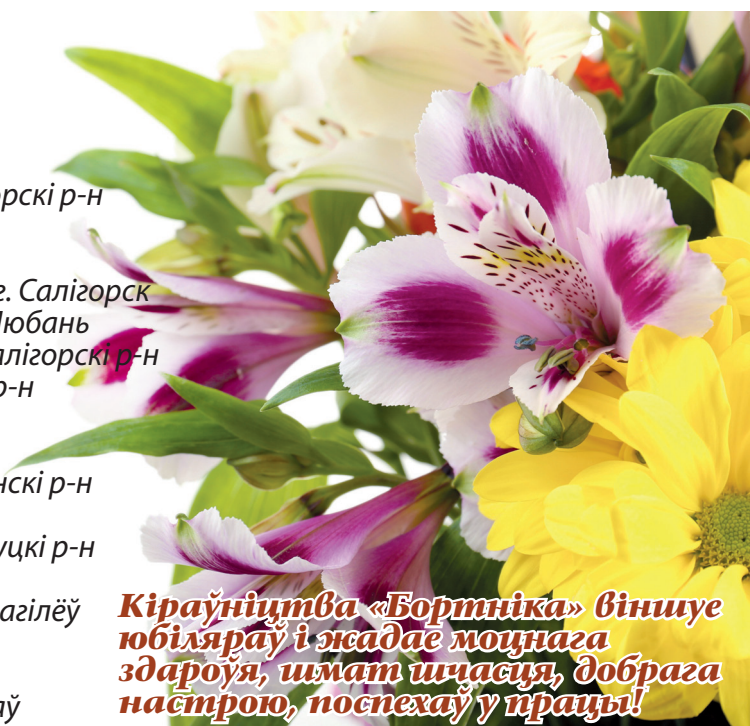 рскі р-н
г. Салігорск
Любань
алігорскі р-н
р-н
нскі р-н
уцкі р-н
агілёў
аў
Кіраўніцтва «Бортніка» віншуе
юбіляраў і жадае моцнага
здароўя, шмат шчасця, добрага
настрою, поспехаў у працы!